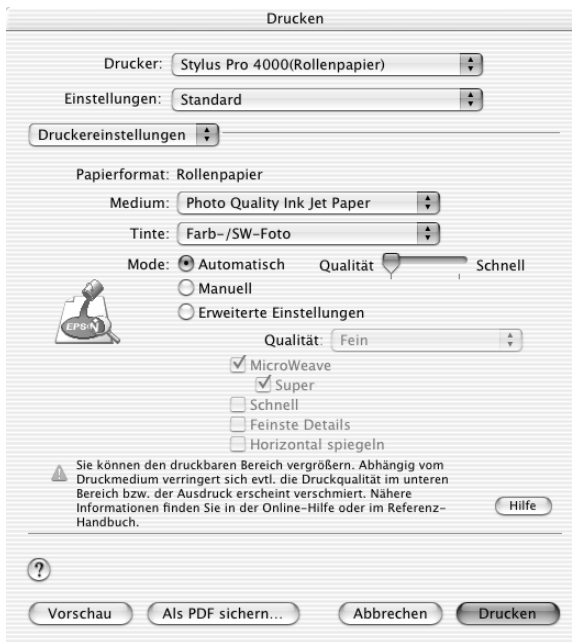 Drucken
Drucker: Stylus Pro 4000(Rollenpapier)
Einstellungen: Standard
Druckereinstellungen
Papierformat: Rollenpapier
Medium: Photo Quality Ink Jet Paper
Tinte: Farb-/SW-Foto
Mode: Automatisch Qualität Schnell
Manuell
Erweiterte Einstellungen
EPSON
Qualität: Fein
MicroWeave
Super
Schnell
Feinste Details
Horizontal spiegeln
Sie können den druckbaren Bereich vergrößern. Abhängig vom
Druckmedium verringert sich evtl. die Druckqualität im unteren
Bereich bzw. der Ausdruck erscheint verschmiert. Nähere
Informationen finden Sie in der Online-Hilfe oder im Referenz-
Handbuch.
Hilfe
?
Vorschau Als PDF sichern... Abbrechen Drucken